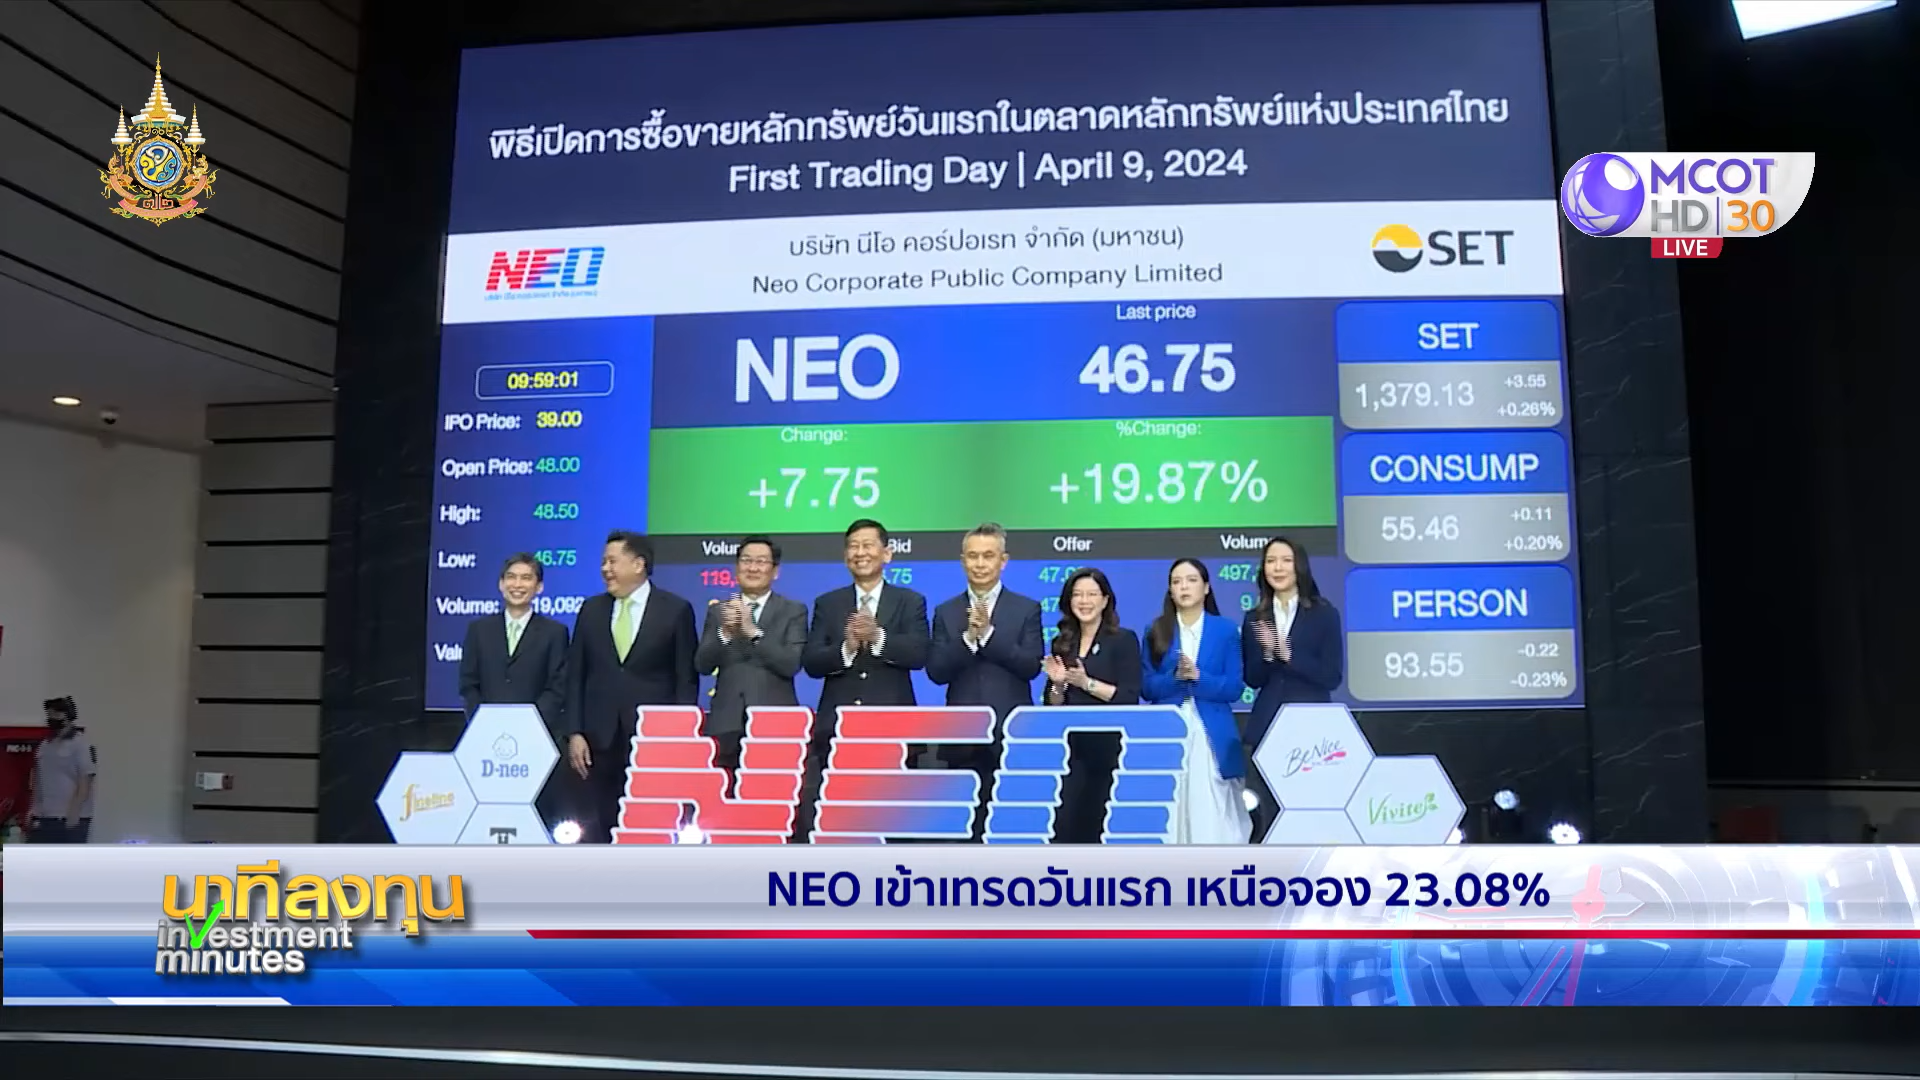 พิธีเปิดการซื้อขายหลักทรัพย์วันแรกในตลาดหลักทรัพย์แห่งประเทศไทย
First Trading Day | April 9, 2024
MCOT
HD 30
LIVE
NEO
บริษัท นีโอ คอร์ปอเรท จำกัด (มหาชน)
Neo Corporate Public Company Limited
SET
09:59:01
IPO Price: 39.00
Open Price: 48.00
High: 48.50
Low: 46.75
Volume:
NEO
Last price
46.75
Change:
+7.75
%Change:
+19.87%
Bid
Offer
SET
1,379.13
+3.55
+0.26%
CONSUMP
55.46
+0.11
+0.20%
PERSON
93.55
-0.22
-0.23%
D-nee
fineline
NEO
BeNice
Vivite
นาทีลงทุน
investment
minutes
NEO เข้าเทรดวันแรก เหนือจอง 23.08%